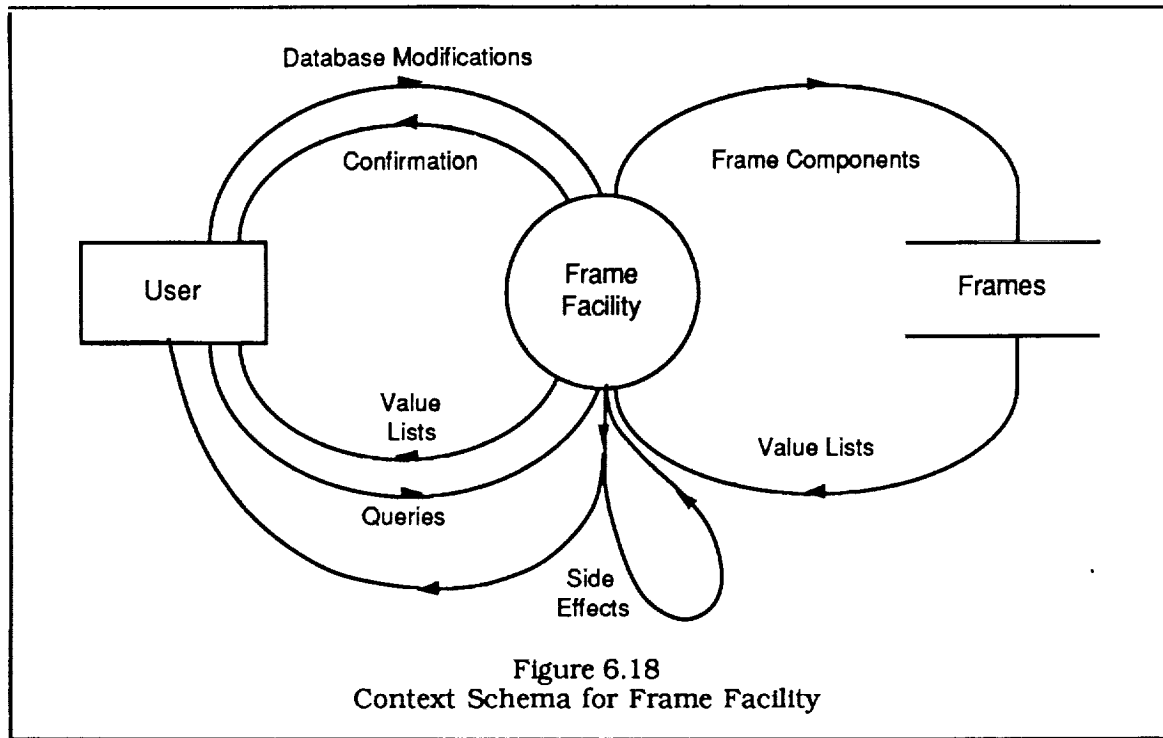 Database Modifications
Confirmation
Frame Components
User
Frame
Facility
Frames
Value
Lists
Value Lists
Queries
Side
Effects
Figure 6.18
Context Schema for Frame Facility